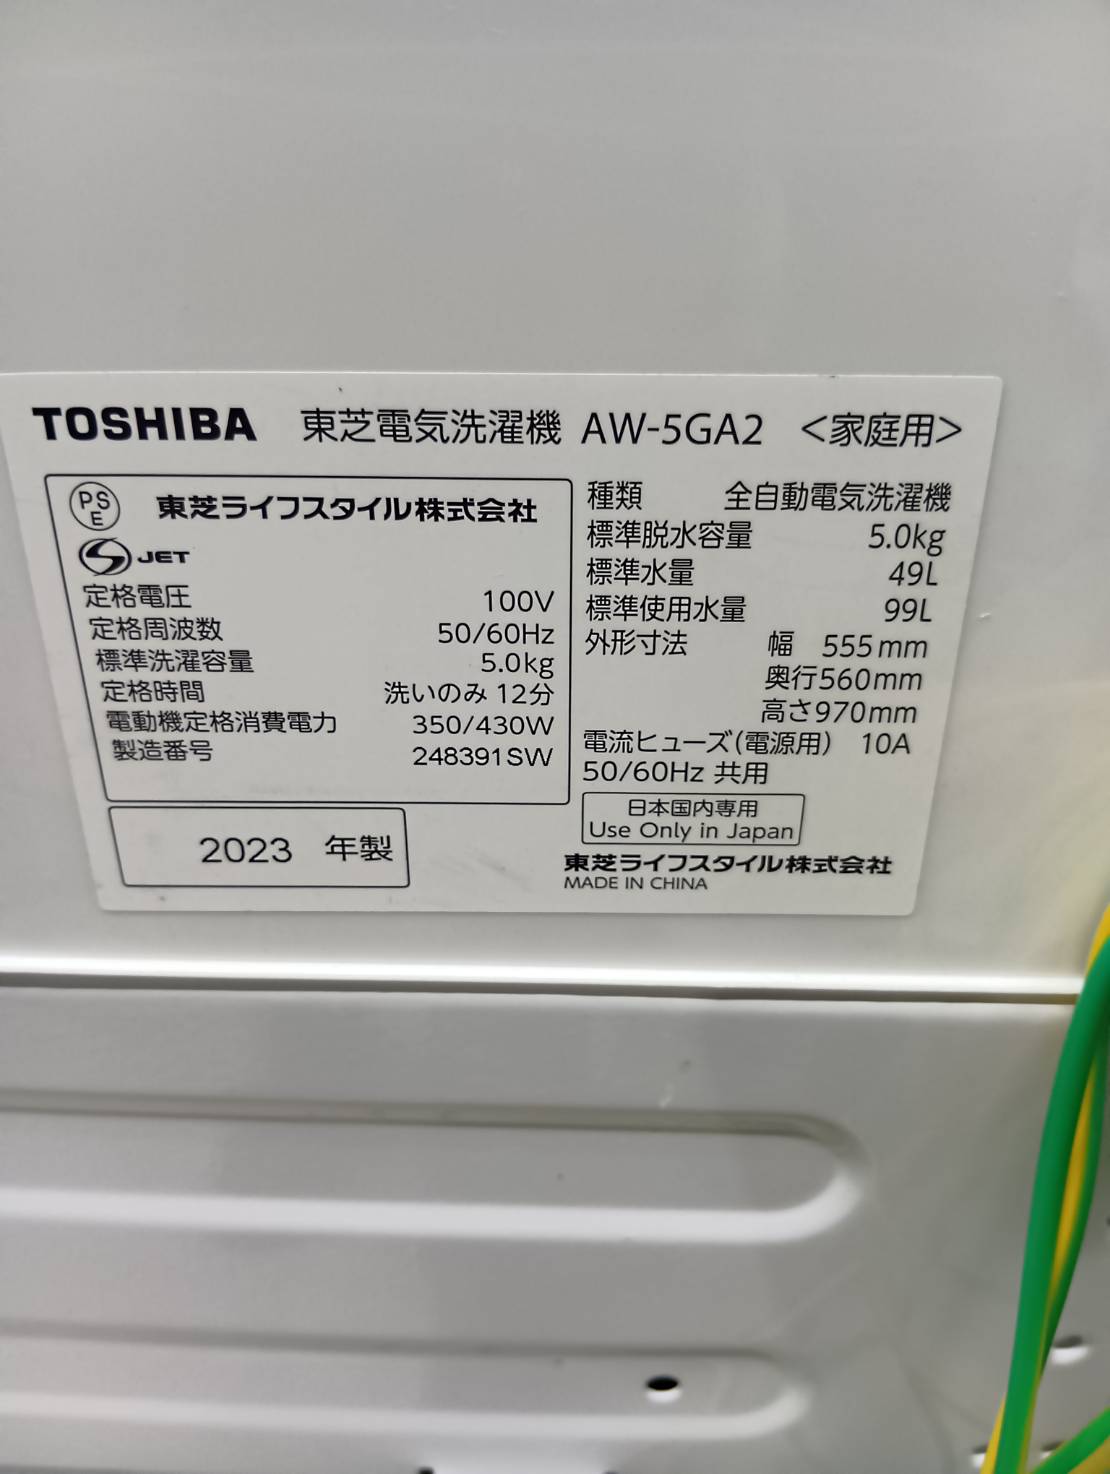 TOSHIBA 東芝電気洗濯機 AW-5GA2 <家庭用>
PS
E
東芝ライフスタイル株式会社
S JET
定格電圧 100V
定格周波数 50/60Hz
標準洗濯容量 5.0kg
定格時間 洗いのみ 12分
電動機定格消費電力 350/430W
製造番号 248391SW
2023 年製
種類 全自動電気洗濯機
標準脱水容量 5.0kg
標準水量 49L
標準使用水量 99L
外形寸法 幅 555mm
奥行560mm
高さ970mm
電流ヒューズ(電源用) 10A
50/60Hz 共用
日本国内専用
Use Only in Japan
東芝ライフスタイル株式会社
MADE IN CHINA